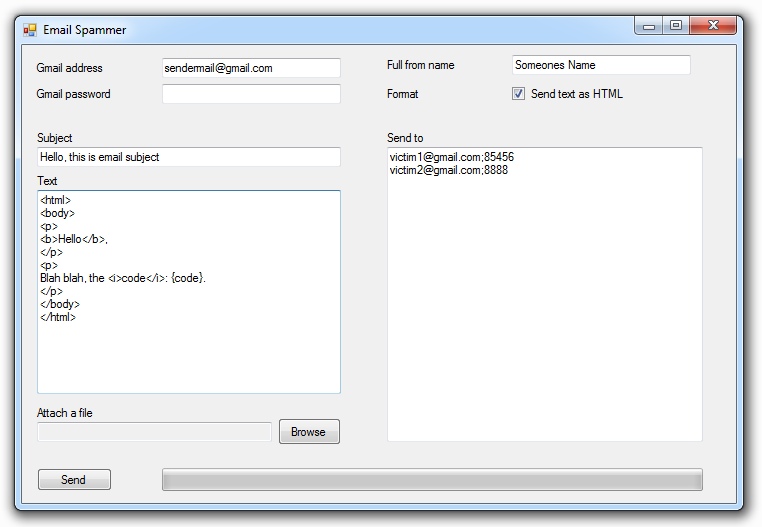 Email Spammer
Gmail address
sendermail@gmail.com
Full from name
Someones Name
Gmail password
Format
Send text as HTML
Subject
Hello, this is email subject
Text
<html>
<body>
<p>
<b>Hello</b>,
</p>
<p>
Blah blah, the <i>code</i>: {code}.
</p>
</body>
</html>
Send to
victim1@gmail.com;85456
victim2@gmail.com;8888
Attach a file
Browse
Send